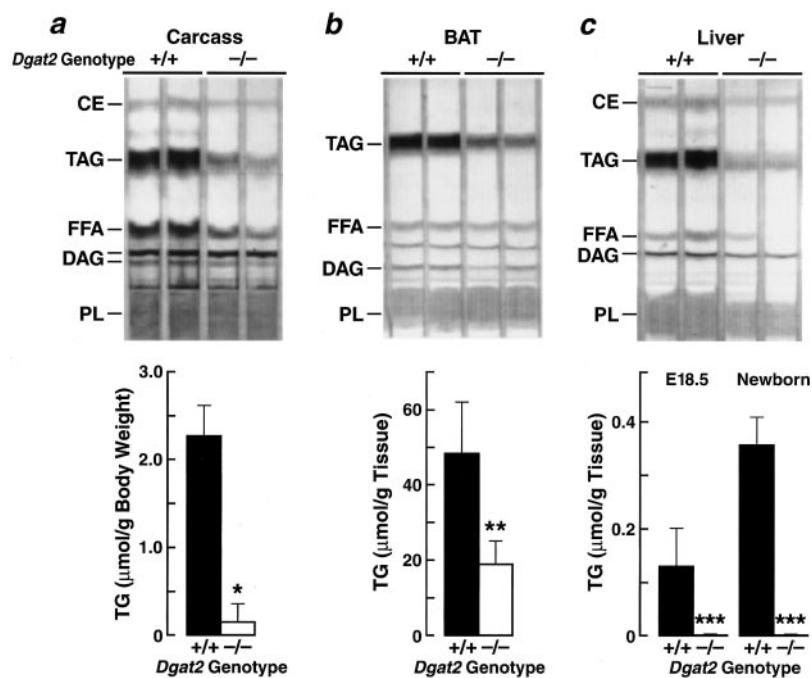 a Carcass
Dgat2 Genotype +/+ –/–
CE
TAG
FFA
DAG
PL
TG (μmol/g Body Weight)
3.0
2.0
1.0
0
*
+/+ –/–
Dgat2 Genotype
b BAT
+/+ –/–
TAG
FFA
DAG
PL
TG (μmol/g Tissue)
60
40
20
0
**
+/+ –/–
Dgat2 Genotype
c Liver
+/+ –/–
CE
TAG
FFA
DAG
PL
E18.5 Newborn
TG (μmol/g Tissue)
0.4
0.2
0
*** ***
+/+ –/– +/+ –/–
Dgat2 Genotype